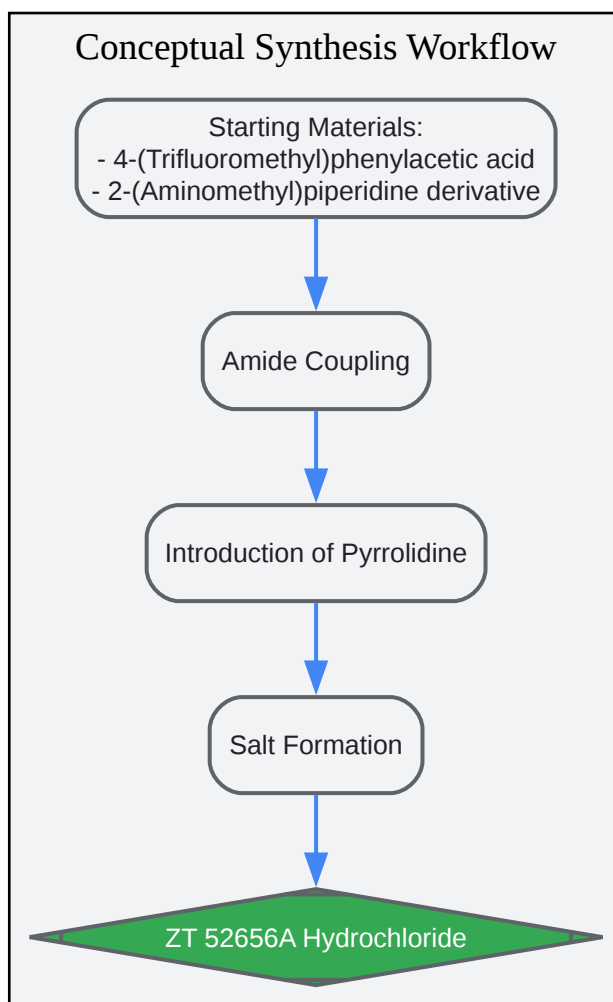 Conceptual Synthesis Workflow
Starting Materials:
- 4-(Trifluoromethyl)phenylacetic acid
- 2-(Aminomethyl)piperidine derivative
Amide Coupling
Introduction of Pyrrolidine
Salt Formation
ZT 52656A Hydrochloride